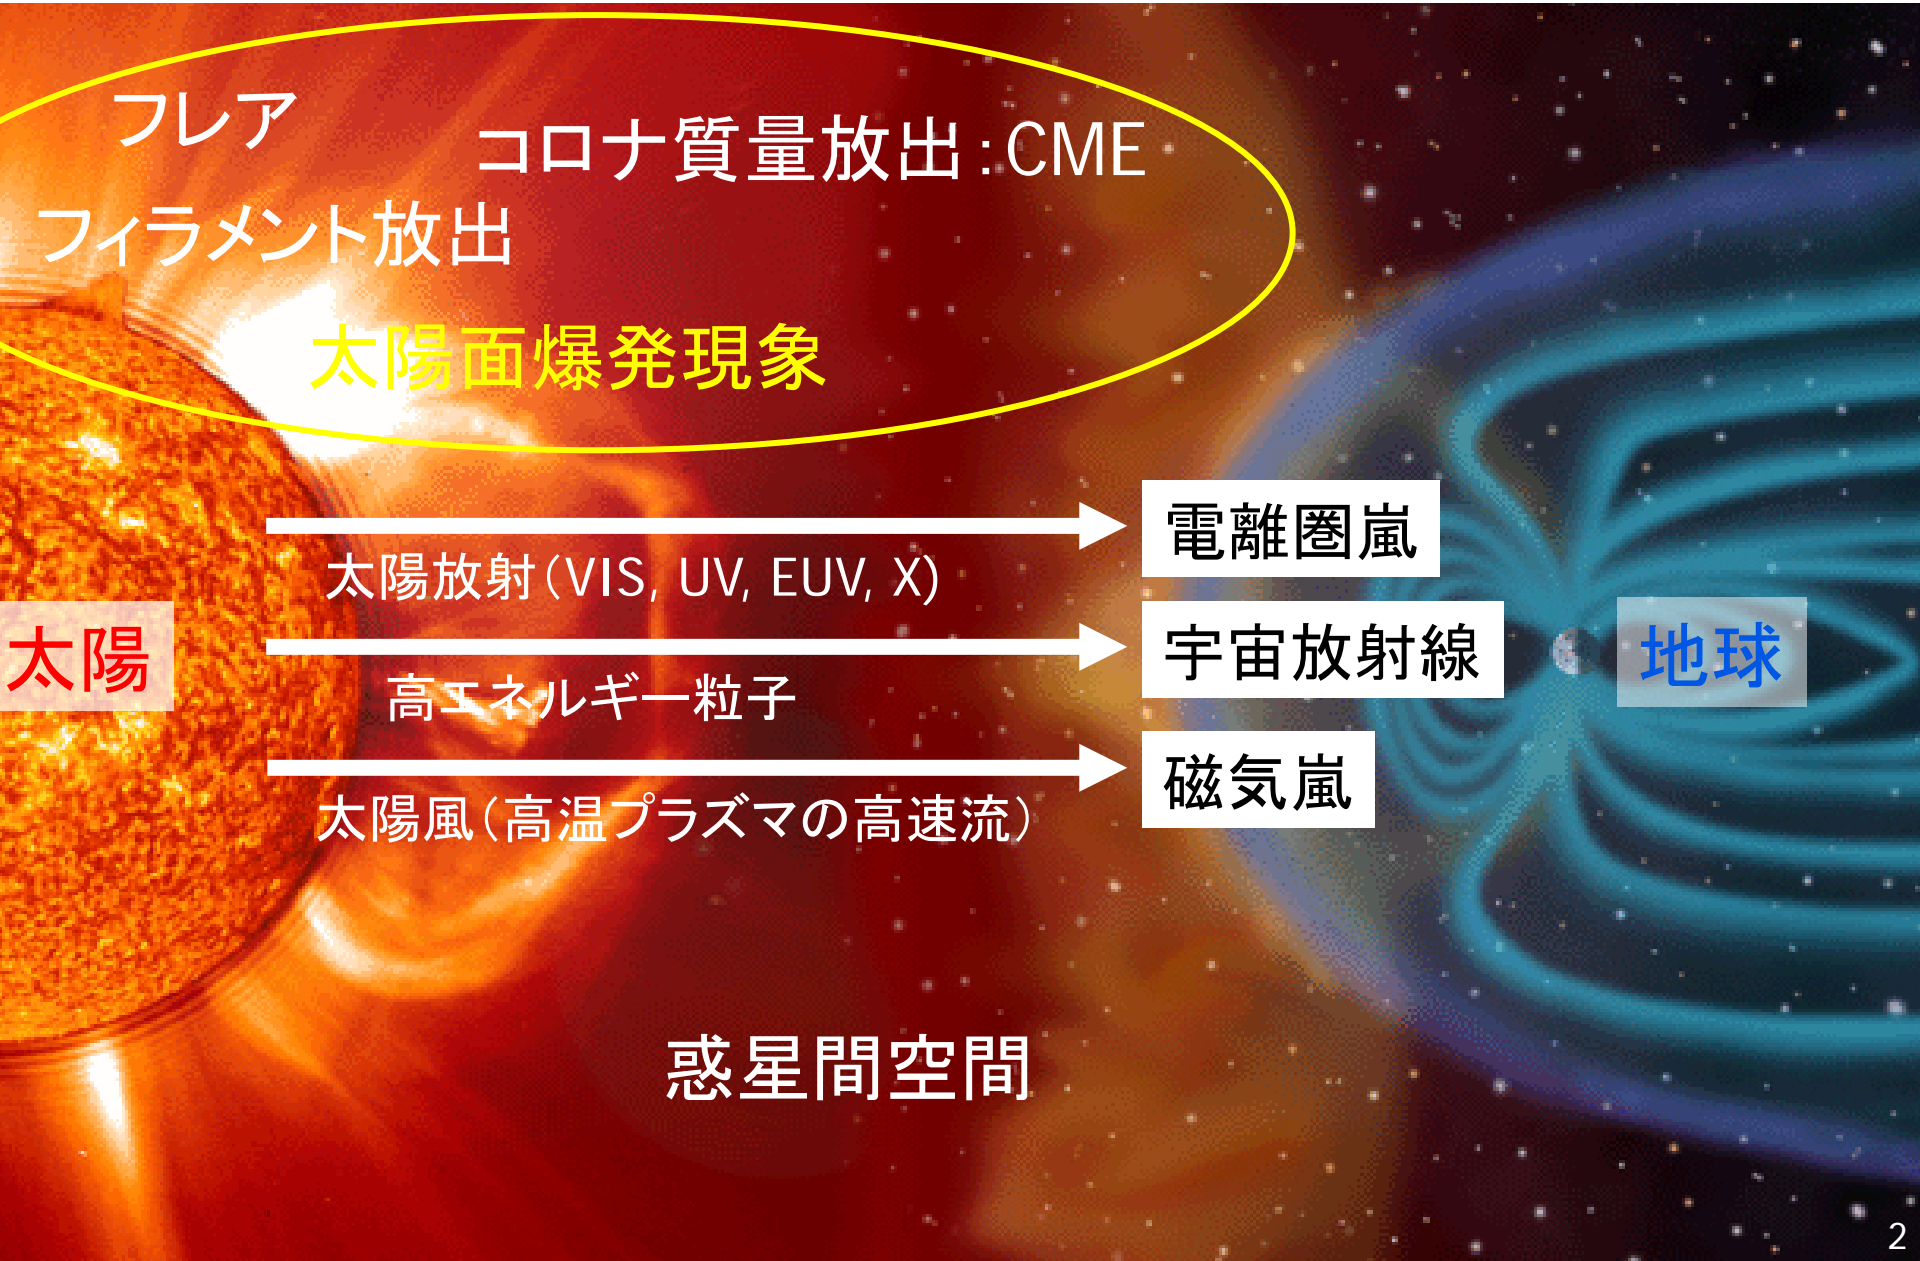 フレア
コロナ質量放出:CME
フィラメント放出
太陽面爆発現象
電離圏嵐
太陽放射(VIS, UV, EUV, X)
太陽
宇宙放射線
地球
高エネルギー粒子
磁気嵐
太陽風(高温プラズマの高速流)
惑星間空間
2